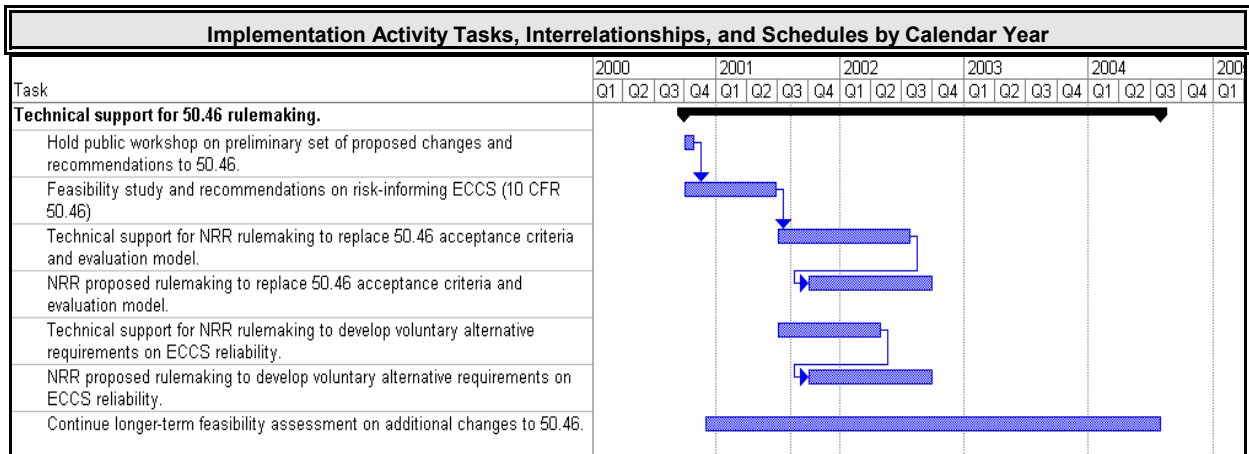 Implementation Activity Tasks, Interrelationships, and Schedules by Calendar Year
2000 2001 2002 2003 2004 200
Task Q1 Q2 Q3 Q4 Q1 Q2 Q3 Q4 Q1 Q2 Q3 Q4 Q1 Q2 Q3 Q4 Q1 Q2 Q3 Q4 Q1
Technical support for 50.46 rulemaking.
Hold public workshop on preliminary set of proposed changes and
recommendations to 50.46.
Feasibility study and recommendations on risk-informing ECCS (10 CFR
50.46)
Technical support for NRR rulemaking to replace 50.46 acceptance criteria
and evaluation model.
NRR proposed rulemaking to replace 50.46 acceptance criteria and
evaluation model.
Technical support for NRR rulemaking to develop voluntary alternative
requirements on ECCS reliability.
NRR proposed rulemaking to develop voluntary alternative requirements on
ECCS reliability.
Continue longer-term feasibility assessment on additional changes to 50.46.